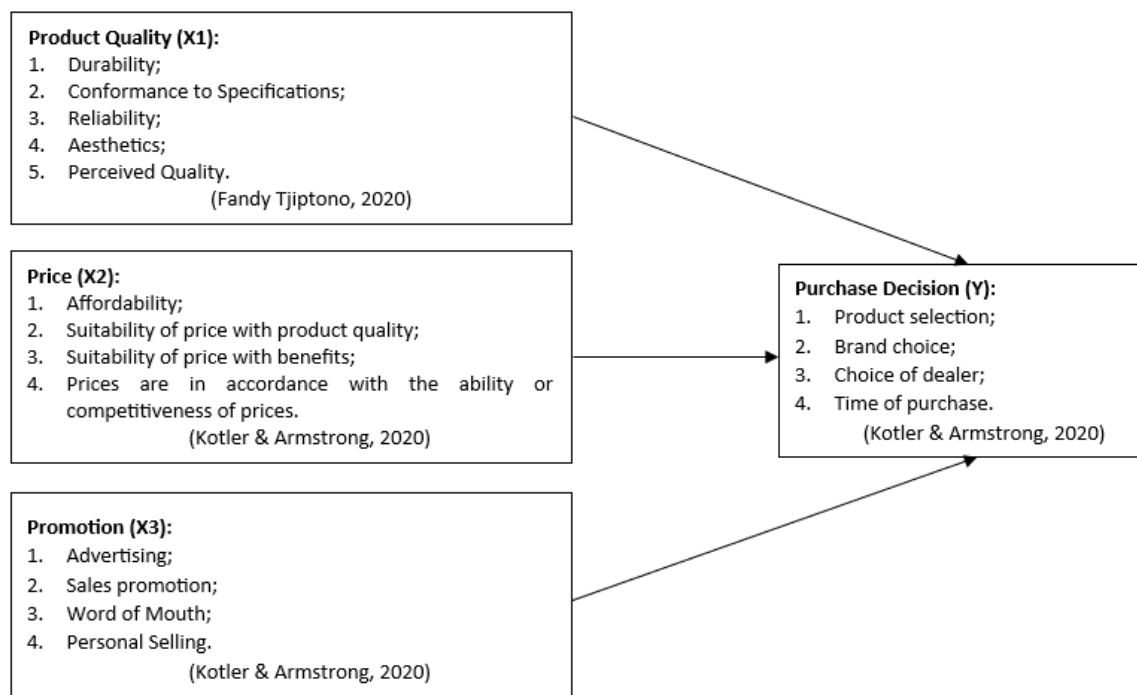 Product Quality (X1):
1. Durability;
2. Conformance to Specifications;
3. Reliability;
4. Aesthetics;
5. Perceived Quality.
(Fandy Tjiptono, 2020)
Price (X2):
1. Affordability;
2. Suitability of price with product quality;
3. Suitability of price with benefits;
4. Prices are in accordance with the ability or
competitiveness of prices.
(Kotler & Armstrong, 2020)
Promotion (X3):
1. Advertising;
2. Sales promotion;
3. Word of Mouth;
4. Personal Selling.
(Kotler & Armstrong, 2020)
Purchase Decision (Y):
1. Product selection;
2. Brand choice;
3. Choice of dealer;
4. Time of purchase.
(Kotler & Armstrong, 2020)